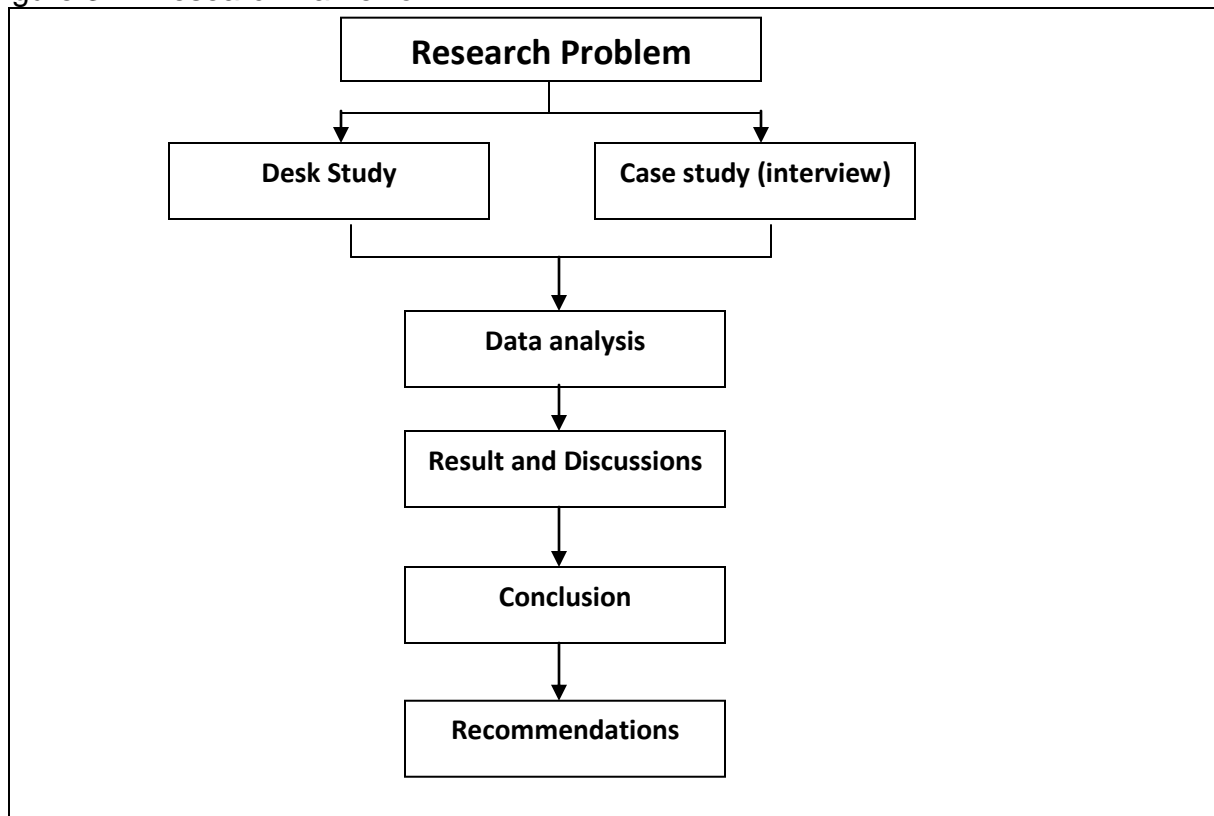 Research Problem
Desk Study
Case study (interview)
Data analysis
Result and Discussions
Conclusion
Recommendations